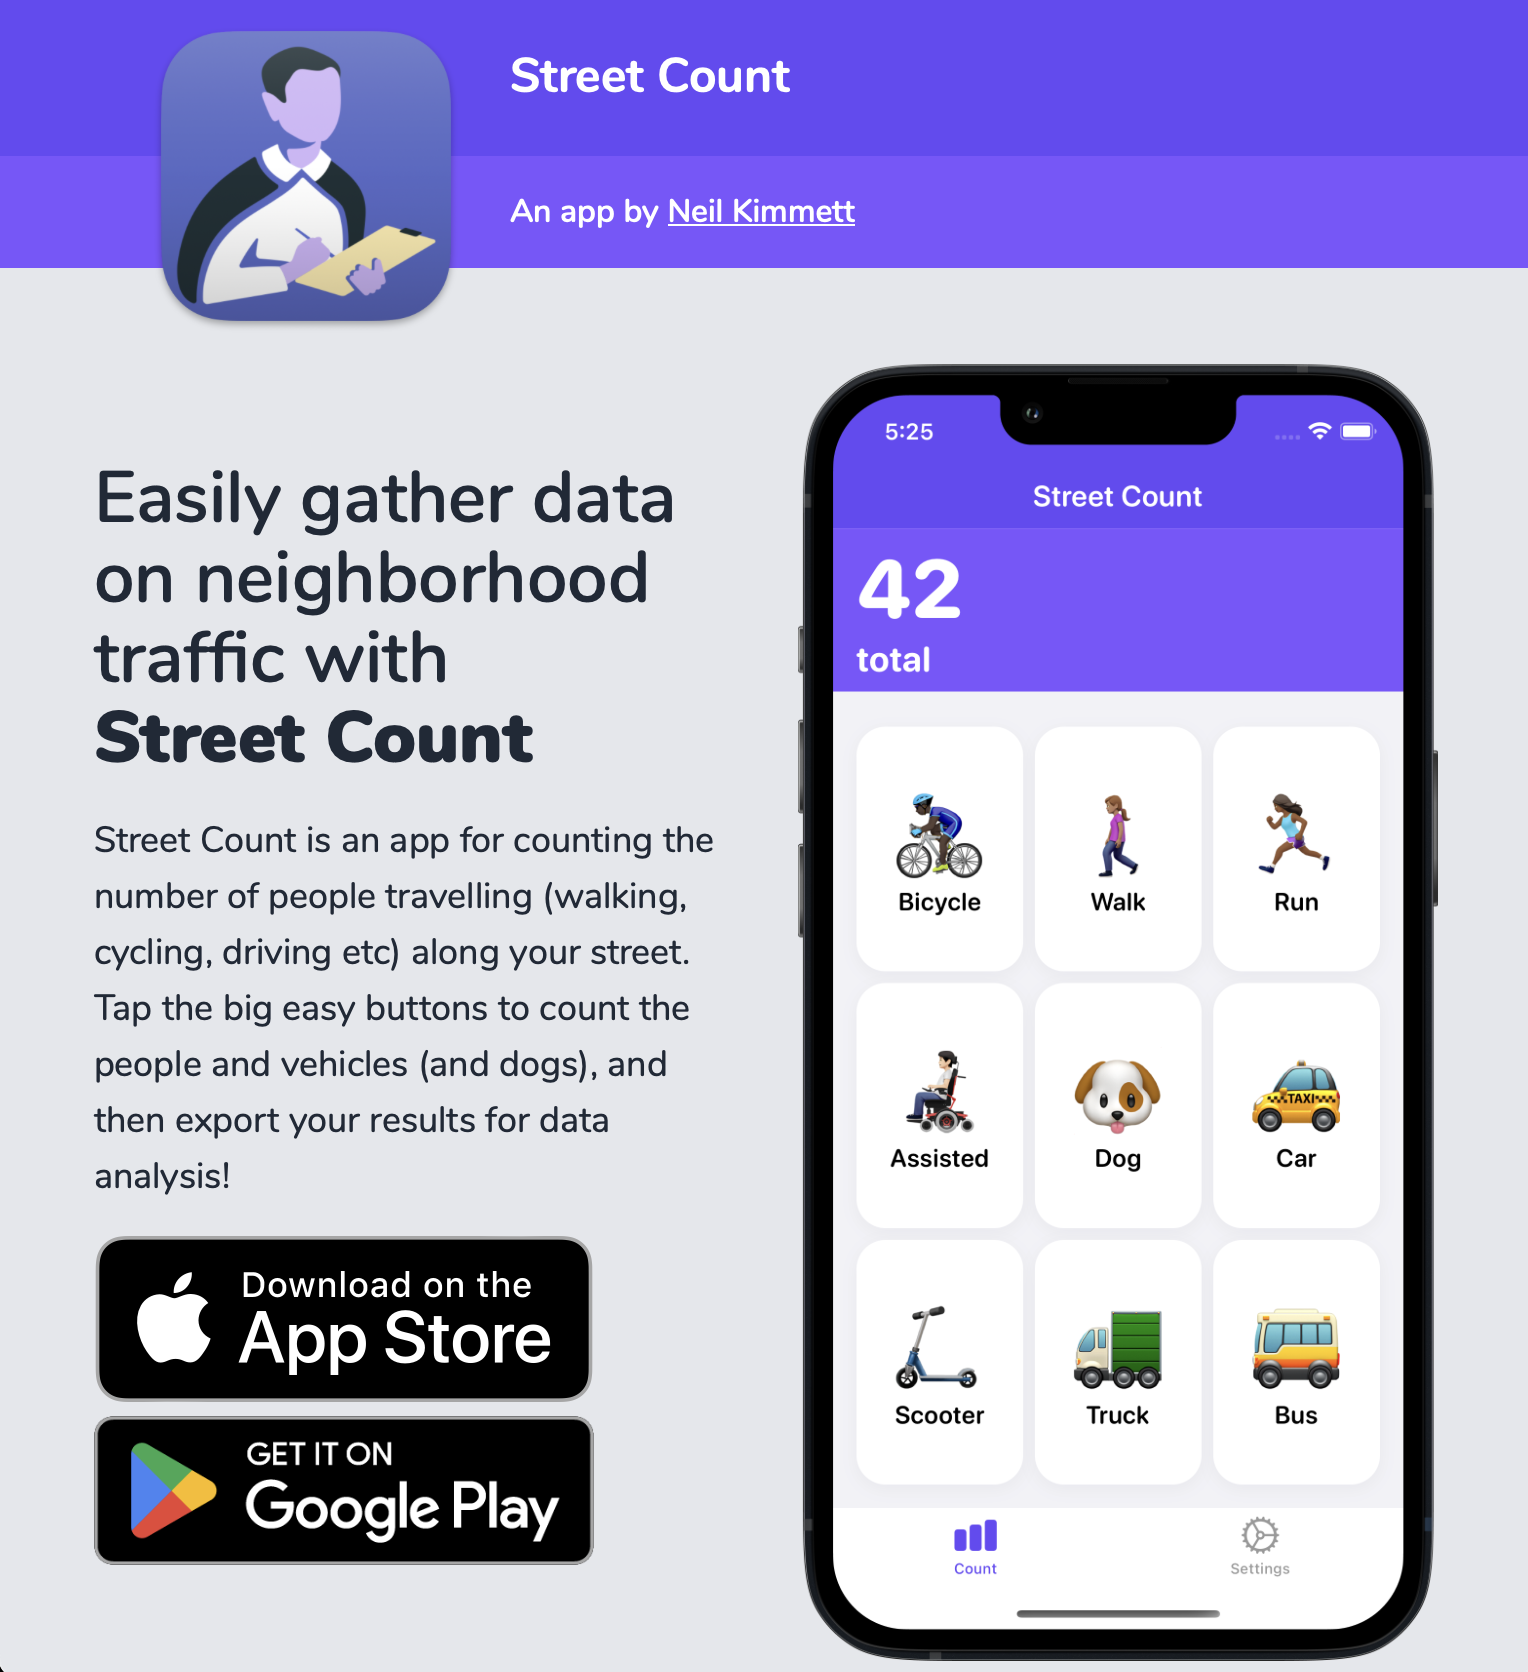 Street Count
An app by Neil Kimmett
Easily gather data
on neighborhood
traffic with
Street Count
Street Count is an app for counting the
number of people travelling (walking,
cycling, driving etc) along your street.
Tap the big easy buttons to count the
people and vehicles (and dogs), and
then export your results for data
analysis!
Download on the
App Store
GET IT ON
Google Play
5:25
Street Count
42
total
Bicycle
Walk
Run
Assisted
Dog
TAXI
Car
Scooter
Truck
Bus
Count
Settings